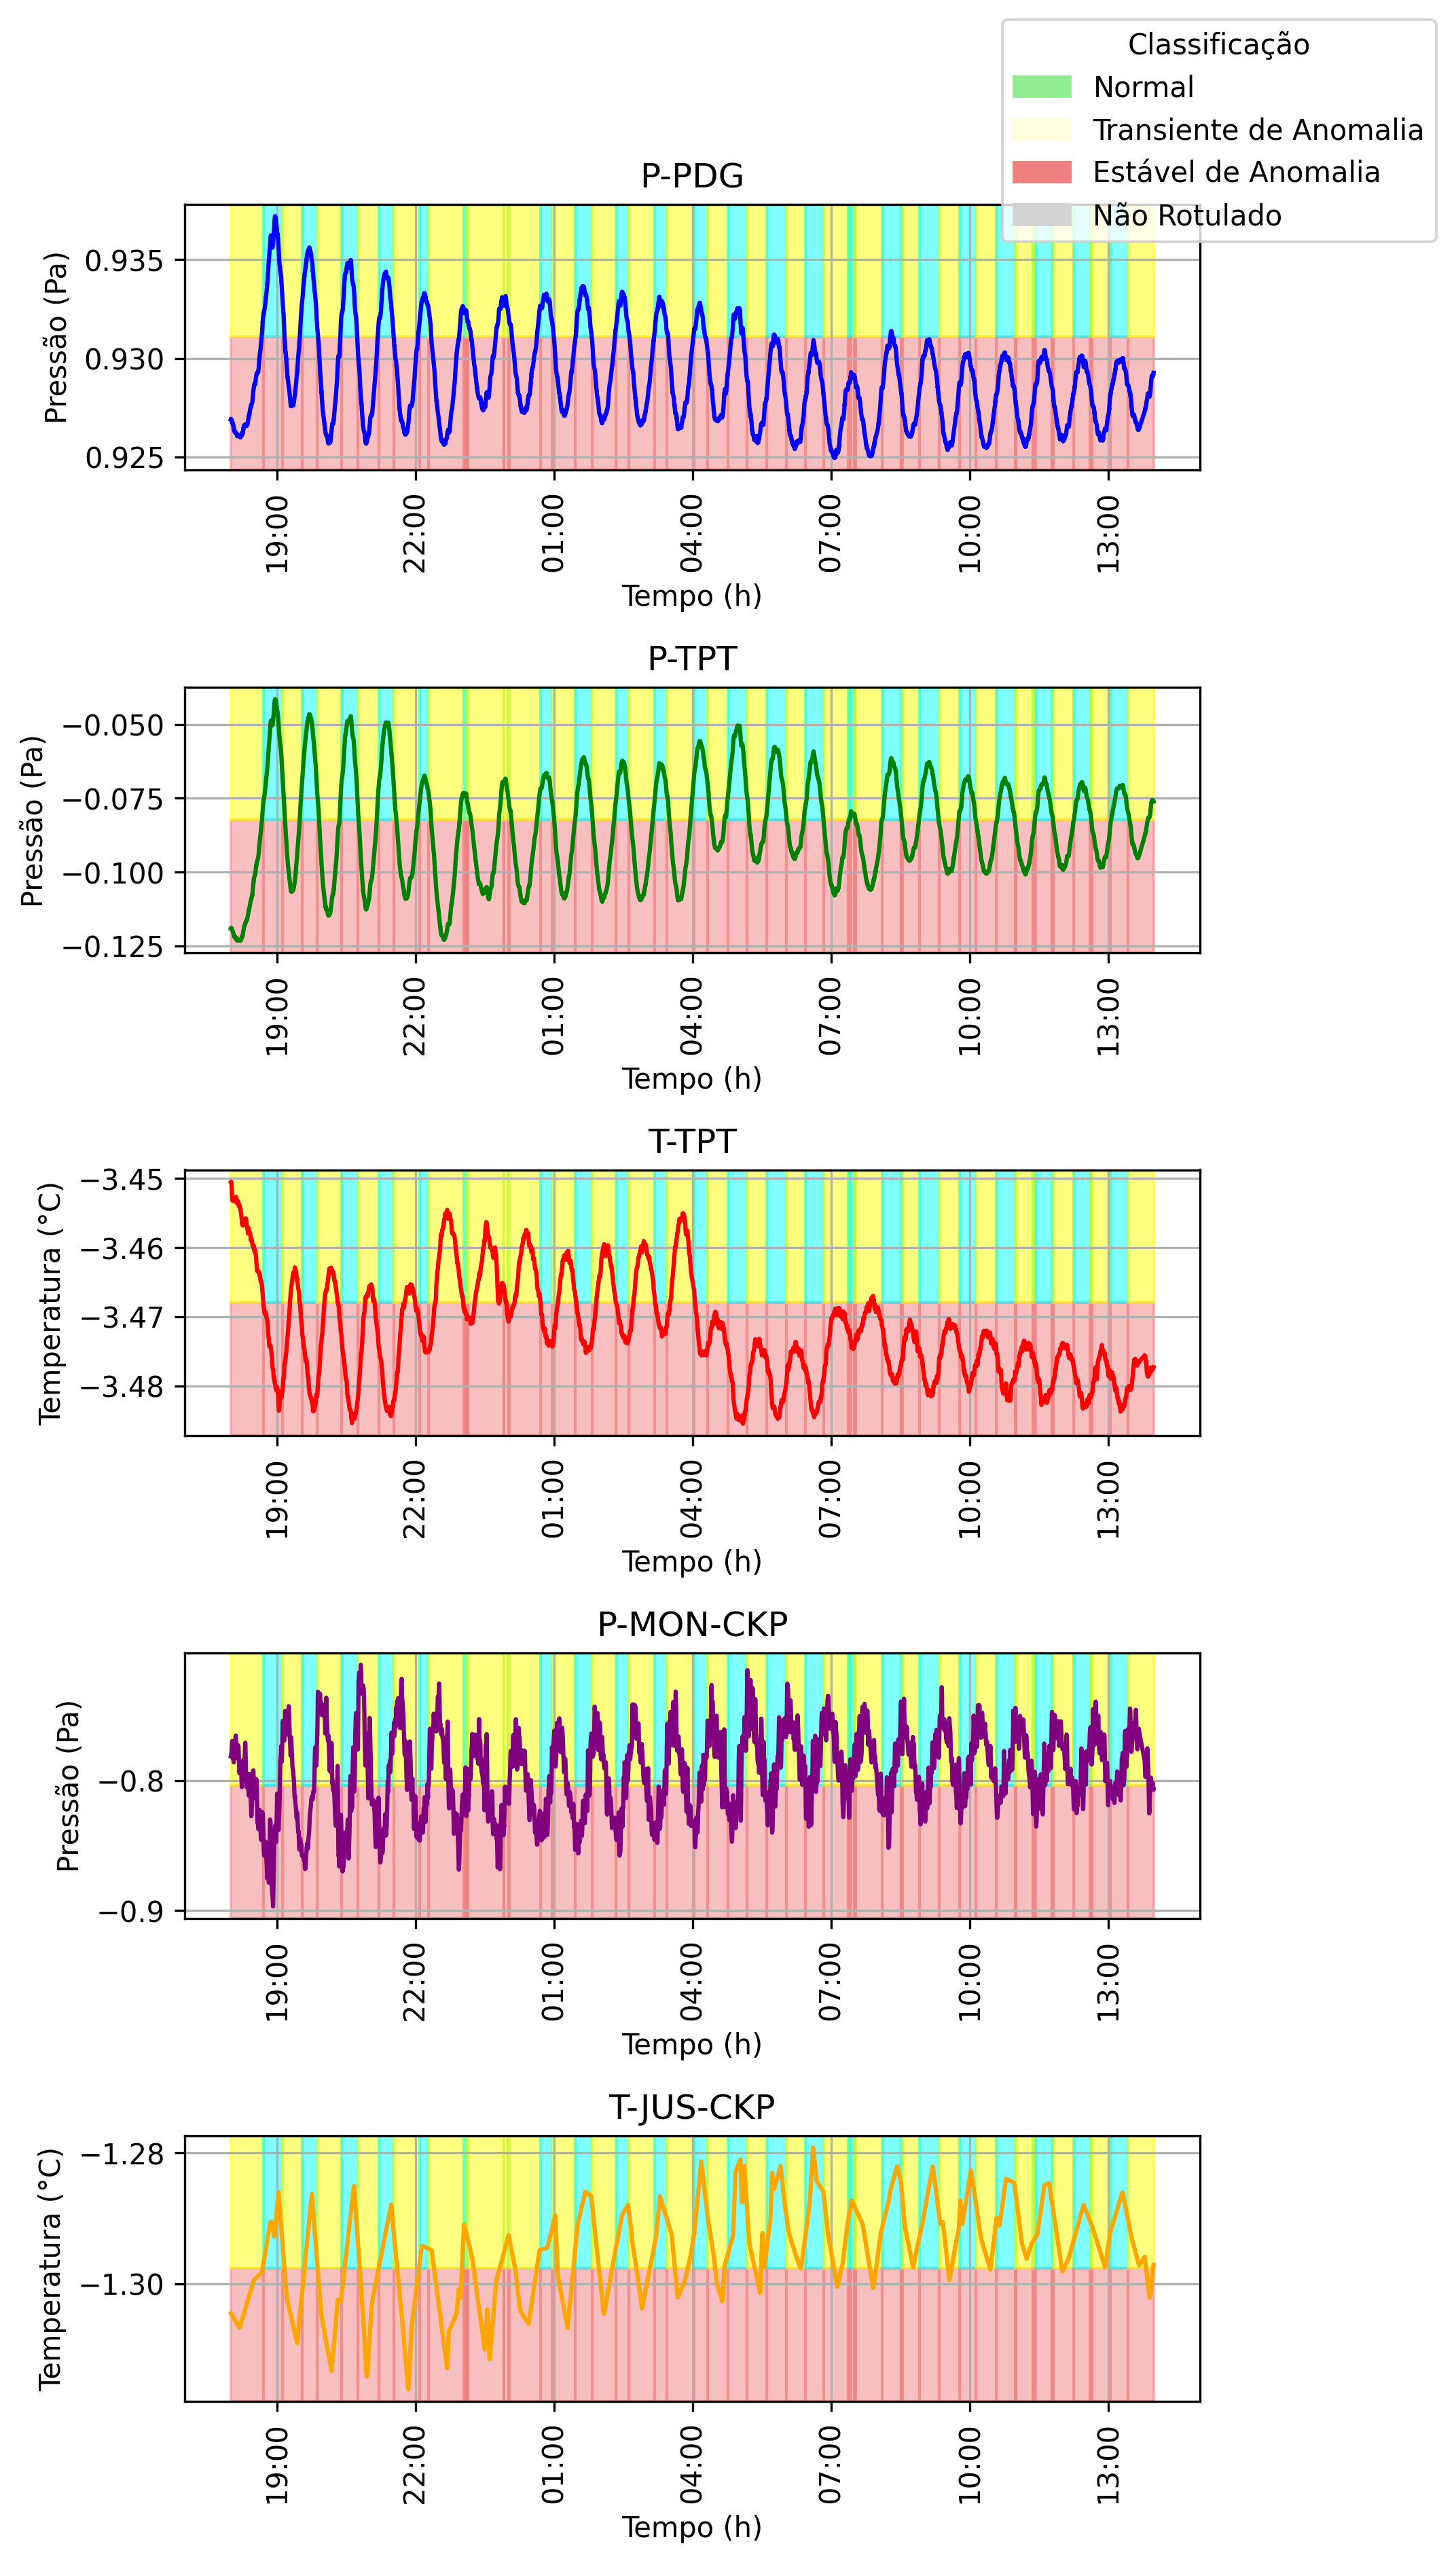 Classificação
Normal
Transiente de Anomalia
Estável de Anomalia
Não Rotulado
P-PDG
Pressão (Pa)
0.935
0.930
0.925
19:00 22:00 01:00 04:00 07:00 10:00 13:00
Tempo (h)
P-TPT
Pressão (Pa)
−0.050
−0.075
−0.100
−0.125
19:00 22:00 01:00 04:00 07:00 10:00 13:00
Tempo (h)
T-TPT
Temperatura (°C)
−3.45
−3.46
−3.47
−3.48
19:00 22:00 01:00 04:00 07:00 10:00 13:00
Tempo (h)
P-MON-CKP
Pressão (Pa)
−0.8
−0.9
19:00 22:00 01:00 04:00 07:00 10:00 13:00
Tempo (h)
T-JUS-CKP
Temperatura (°C)
−1.28
−1.30
19:00 22:00 01:00 04:00 07:00 10:00 13:00
Tempo (h)